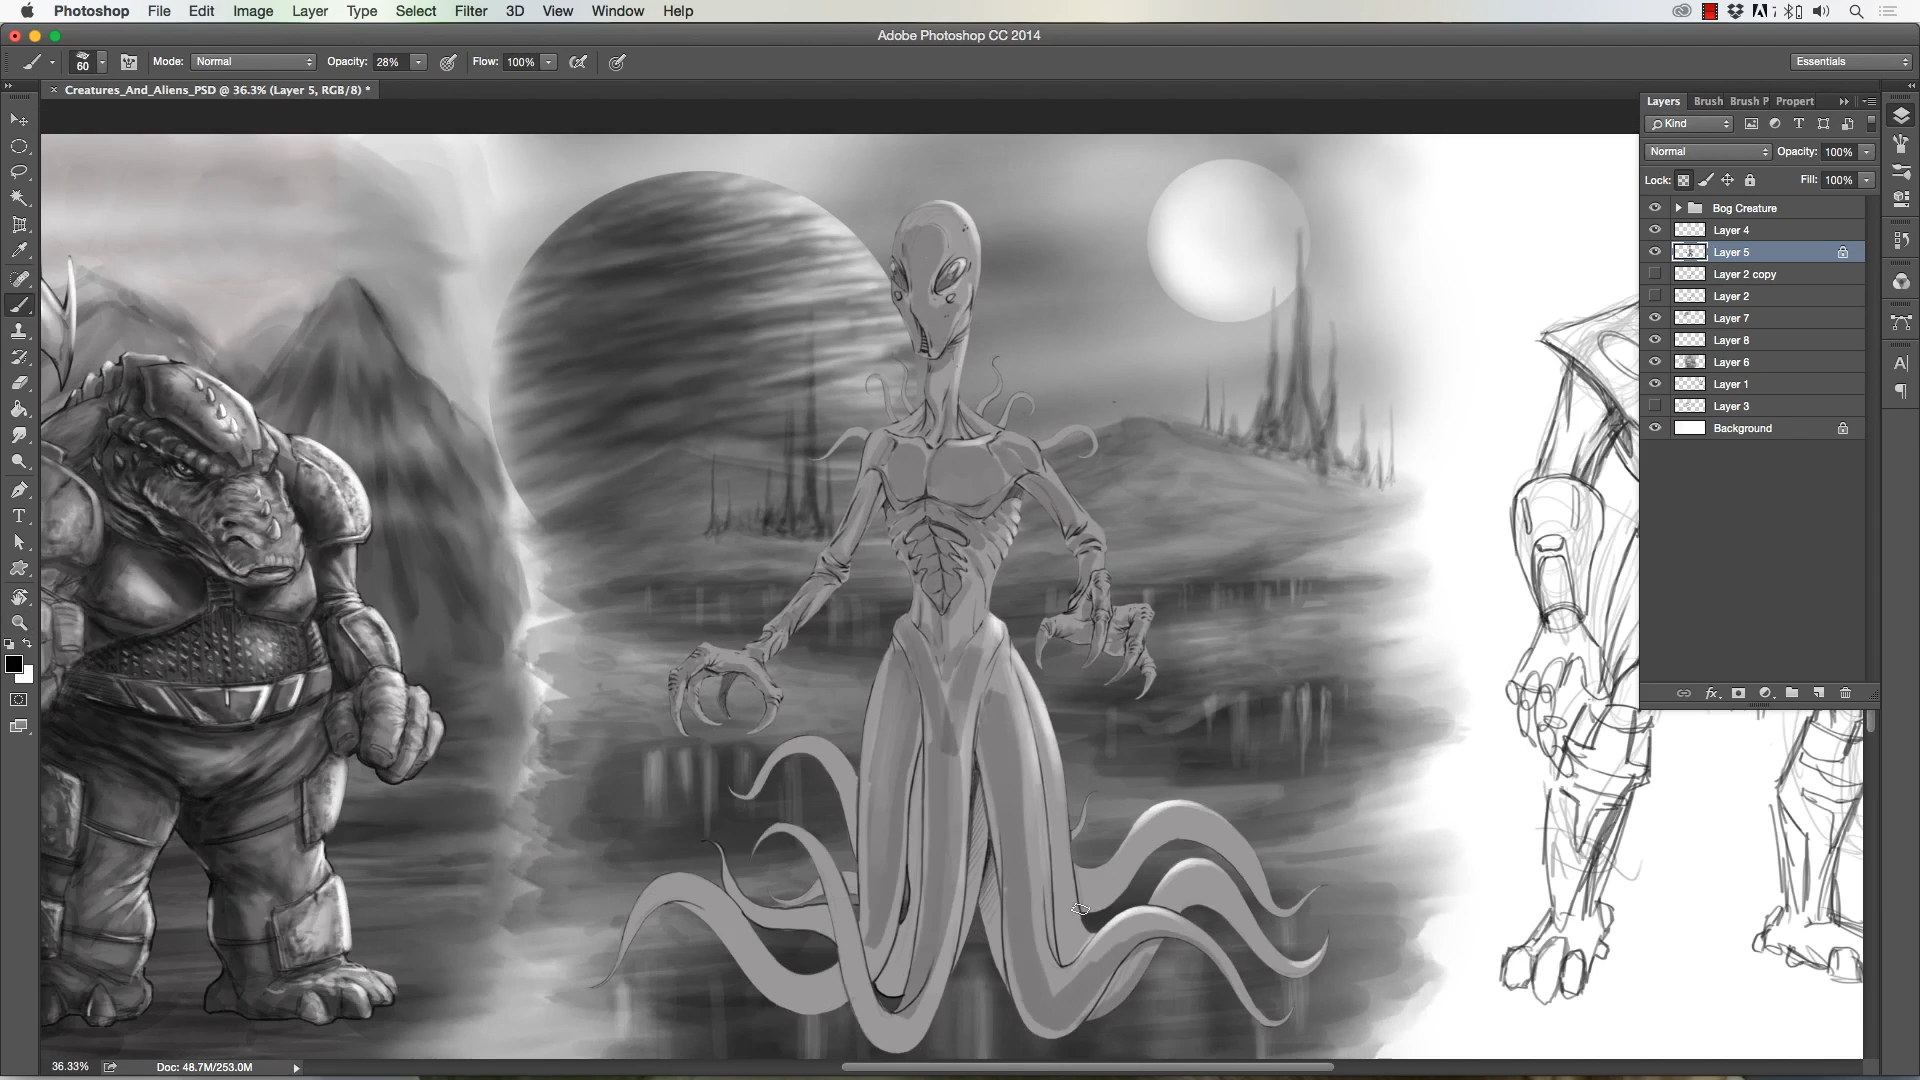 Photoshop File Edit Image Layer Type Select Filter 3D View Window Help
Adobe Photoshop CC 2014
60 Mode: Normal Opacity: 28% Flow: 100% Essentials
× Creatures_And_Aliens_PSD @ 36.3% (Layer 5, RGB/8) *
Layers Brush Brush P Propert
Kind
Normal Opacity: 100%
Lock: Fill: 100%
Bog Creature
Layer 4
Layer 5
Layer 2 copy
Layer 2
Layer 7
Layer 8
Layer 6
Layer 1
Layer 3
Background
fx
36.33% Doc: 48.7M/253.0M